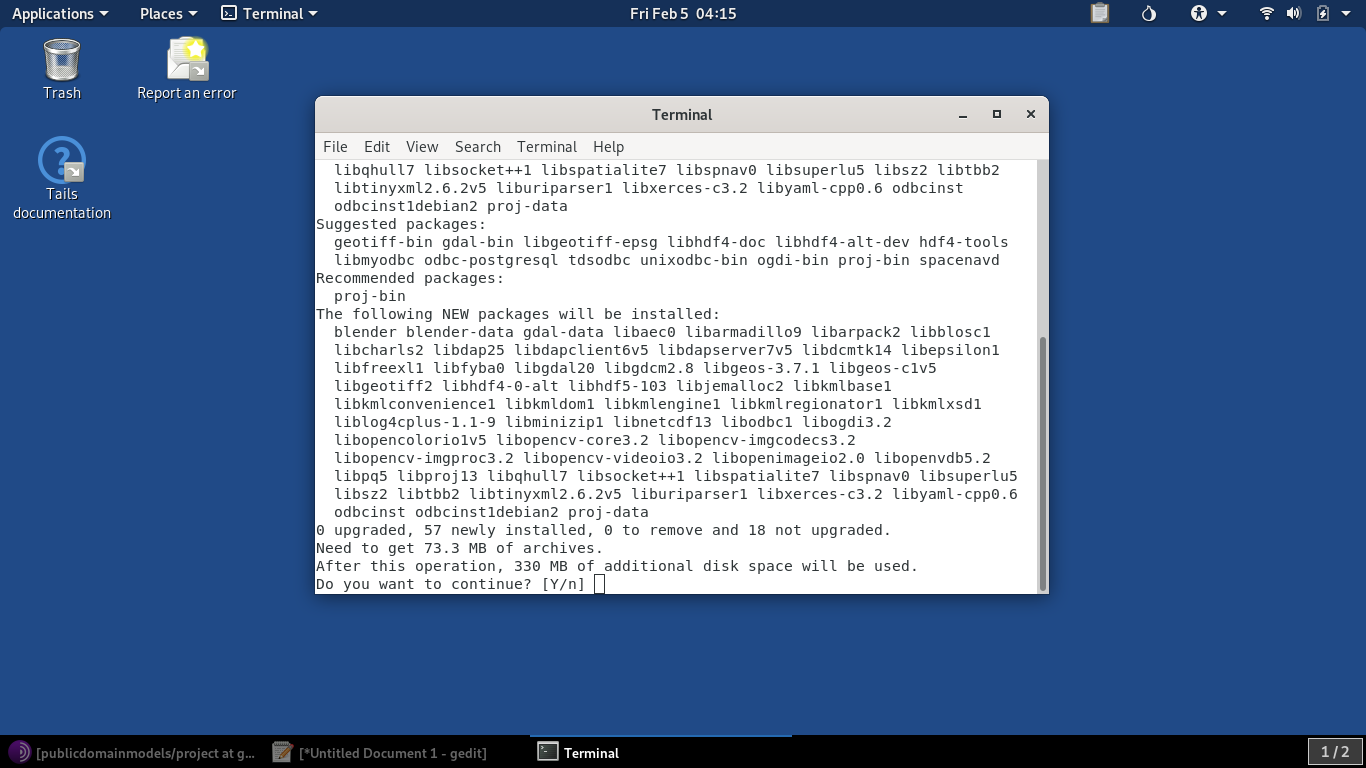 Applications Places Terminal Fri Feb 5 04:15
Trash
Report an error
Tails
documentation
Terminal
File Edit View Search Terminal Help
libqhull7 libsocket++1 libspatialite7 libspnav0 libsuperlu5 libsz2 libtbb2
libtinyxml2.6.2v5 liburiparser1 libxerces-c3.2 libyaml-cpp0.6 odbcinst
odbcinst1debian2 proj-data
Suggested packages:
geotiff-bin gdal-bin libgeotiff-epsg libhdf4-doc libhdf4-alt-dev hdf4-tools
libmyodbc odbc-postgresql tdsodbc unixodbc-bin ogdi-bin proj-bin spacenavd
Recommended packages:
proj-bin
The following NEW packages will be installed:
blender blender-data gdal-data libaec0 libarmadillo9 libarpack2 libblosc1
libcharls2 libdap25 libdapclient6v5 libdapserver7v5 libdcmtk14 libepsilon1
libfreexl1 libfyba0 libgdal20 libgdcm2.8 libgeos-3.7.1 libgeos-c1v5
libgeotiff2 libhdf4-0-alt libhdf5-103 libjemalloc2 libkmlbase1
libkmlconvenience1 libkmldom1 libkmlengine1 libkmlregionator1 libkmlxsd1
liblog4cplus-1.1-9 libminizip1 libnetcdf13 libodbc1 libogdi3.2
libopencolorio1v5 libopencv-core3.2 libopencv-imgcodecs3.2
libopencv-imgproc3.2 libopencv-videoio3.2 libopenimageio2.0 libopenvdb5.2
libpq5 libproj13 libqhull7 libsocket++1 libspatialite7 libspnav0 libsuperlu5
libsz2 libtbb2 libtinyxml2.6.2v5 liburiparser1 libxerces-c3.2 libyaml-cpp0.6
odbcinst odbcinst1debian2 proj-data
0 upgraded, 57 newly installed, 0 to remove and 18 not upgraded.
Need to get 73.3 MB of archives.
After this operation, 330 MB of additional disk space will be used.
Do you want to continue? [Y/n]
[publicdomainmodels/project at g... [*Untitled Document 1 - gedit] Terminal 1 / 2